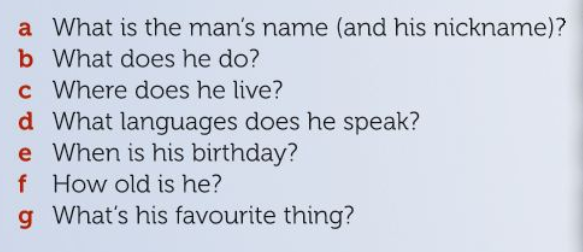 a What is the man's name (and his nickname)?
b What does he do?
c Where does he live?
d What languages does he speak?
e When is his birthday?
f How old is he?
g What's his favourite thing?